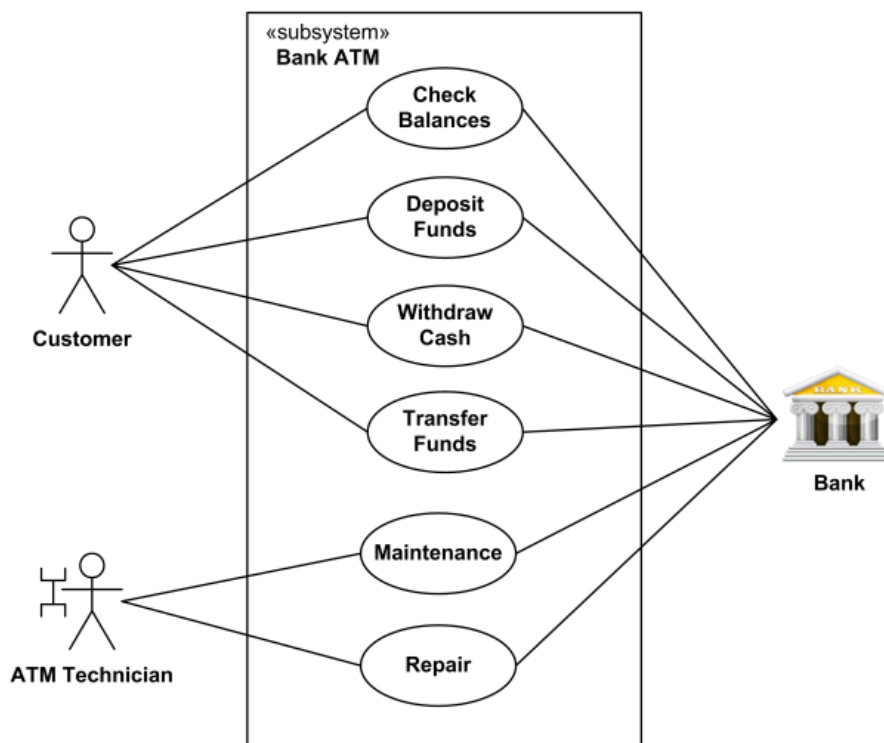 «subsystem»
Bank ATM
Check
Balances
Deposit
Funds
Withdraw
Cash
Customer
Transfer
Funds
BANK
Bank
Maintenance
ATM Technician
Repair